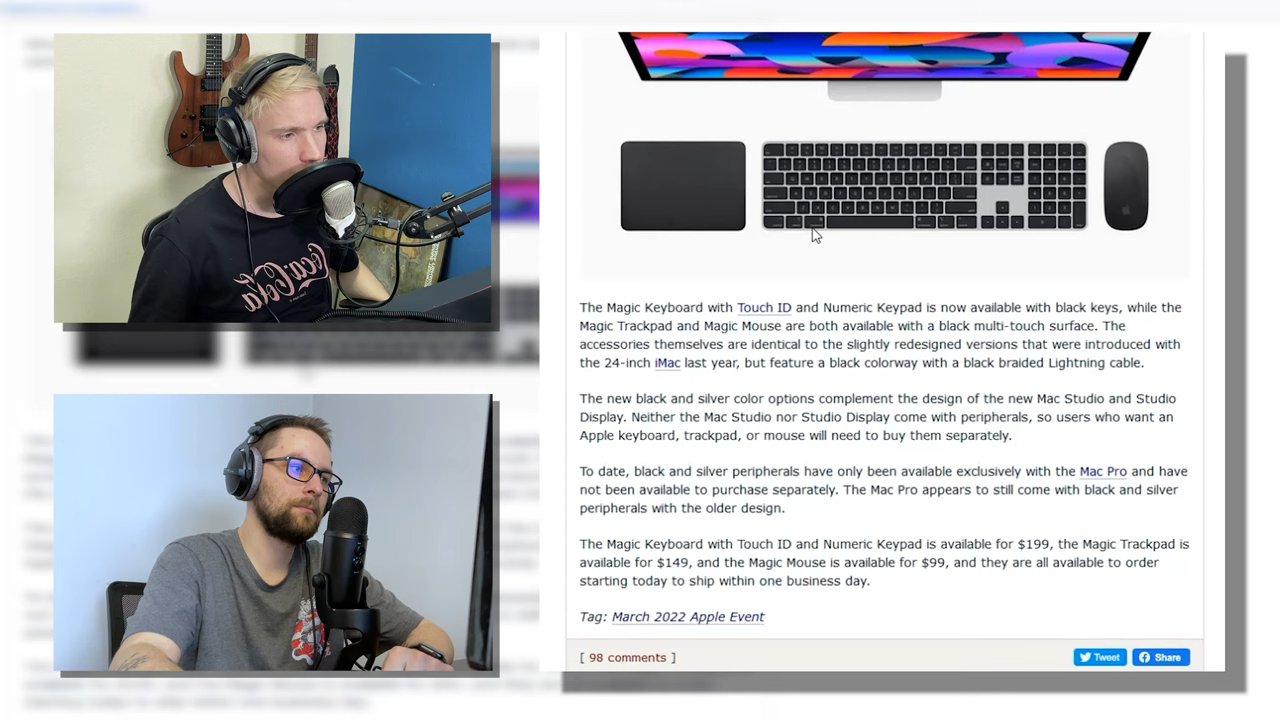 Coca-Cola
The Magic Keyboard with Touch ID and Numeric Keypad is now available with black keys, while the
Magic Trackpad and Magic Mouse are both available with a black multi-touch surface. The
accessories themselves are identical to the slightly redesigned versions that were introduced with
the 24-inch iMac last year, but feature a black colorway with a black braided Lightning cable.
The new black and silver color options complement the design of the new Mac Studio and Studio
Display. Neither the Mac Studio nor Studio Display come with peripherals, so users who want an
Apple keyboard, trackpad, or mouse will need to buy them separately.
To date, black and silver peripherals have only been available exclusively with the Mac Pro and have
not been available to purchase separately. The Mac Pro appears to still come with black and silver
peripherals with the older design.
The Magic Keyboard with Touch ID and Numeric Keypad is available for $199, the Magic Trackpad is
available for $149, and the Magic Mouse is available for $99, and they are all available to order
starting today to ship within one business day.
Tag: March 2022 Apple Event
[ 98 comments ]
Tweet
Share